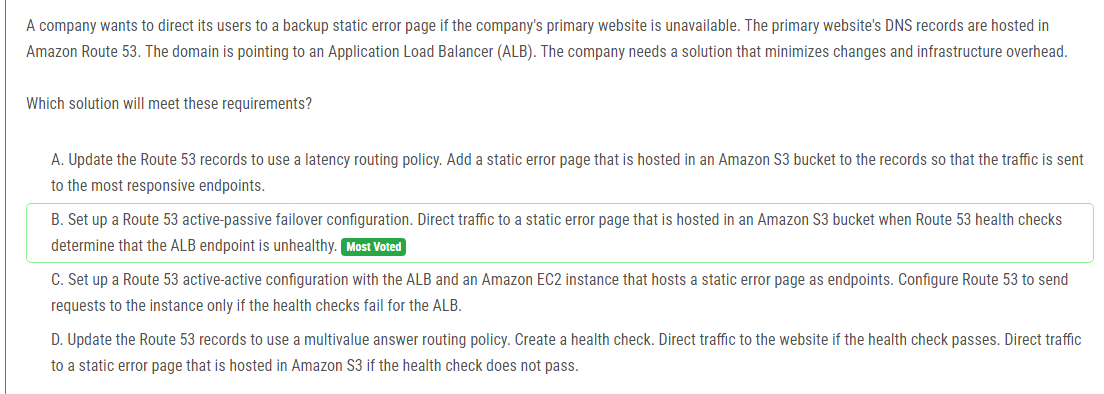 A company wants to direct its users to a backup static error page if the company's primary website is unavailable. The primary website's DNS records are hosted in
Amazon Route 53. The domain is pointing to an Application Load Balancer (ALB). The company needs a solution that minimizes changes and infrastructure overhead.
Which solution will meet these requirements?
A. Update the Route 53 records to use a latency routing policy. Add a static error page that is hosted in an Amazon S3 bucket to the records so that the traffic is sent
to the most responsive endpoints.
B. Set up a Route 53 active-passive failover configuration. Direct traffic to a static error page that is hosted in an Amazon S3 bucket when Route 53 health checks
determine that the ALB endpoint is unhealthy. Most Voted
C. Set up a Route 53 active-active configuration with the ALB and an Amazon EC2 instance that hosts a static error page as endpoints. Configure Route 53 to send
requests to the instance only if the health checks fail for the ALB.
D. Update the Route 53 records to use a multivalue answer routing policy. Create a health check. Direct traffic to the website if the health check passes. Direct traffic
to a static error page that is hosted in Amazon S3 if the health check does not pass.